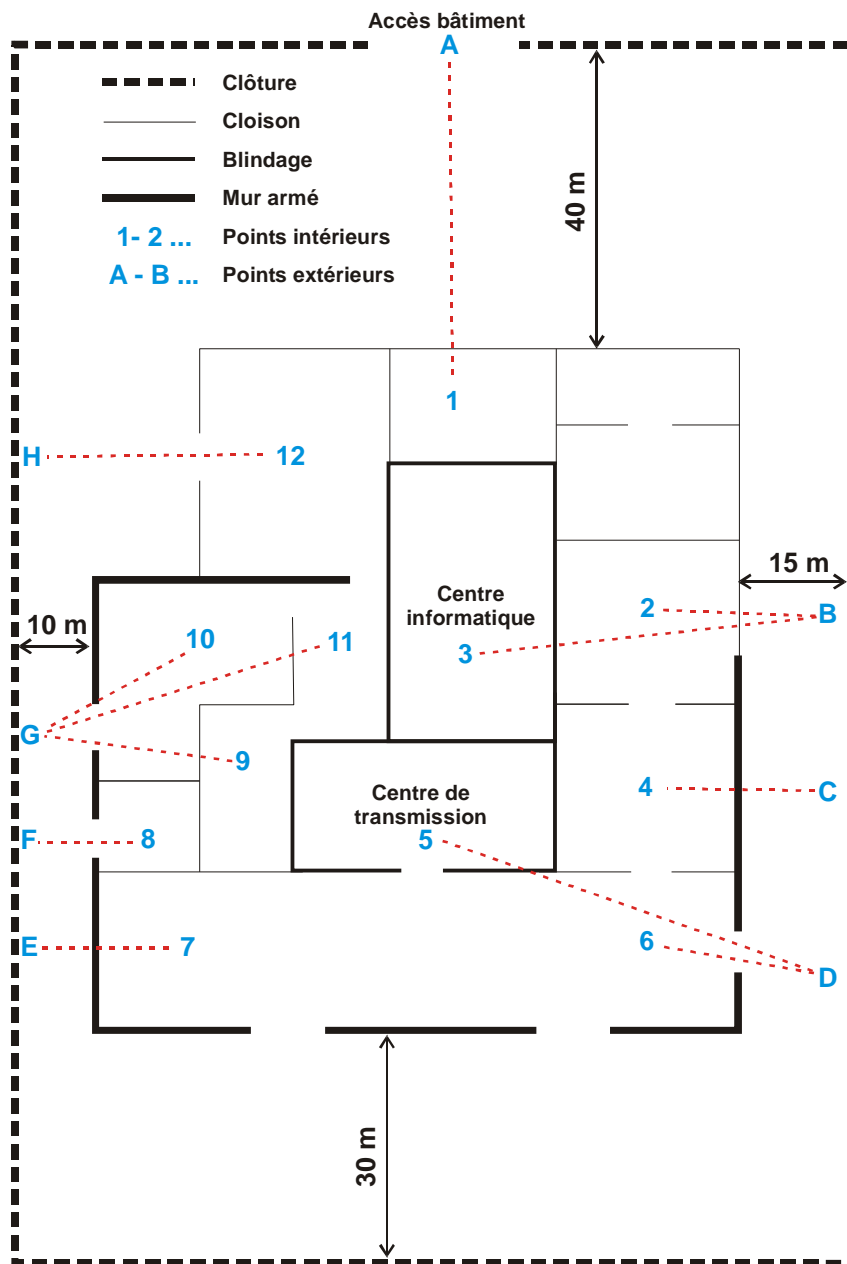 Accès bâtiment
A
Clôture
Cloison
Blindage
Mur armé
1- 2 ... Points intérieurs
A - B ... Points extérieurs
40 m
1
H
12
Centre
informatique
15 m
10 m
2
B
10
11
3
G
9
4
C
Centre de
transmission
F
8
5
E
7
6
D
30 m